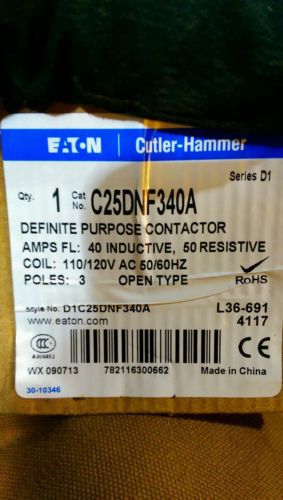 EATON Cutler-Hammer
Series D1
Qty. 1 Cat No. C25DNF340A
DEFINITE PURPOSE CONTACTOR
AMPS FL: 40 INDUCTIVE, 50 RESISTIVE
COIL: 110/120V AC 50/60HZ
POLES: 3 OPEN TYPE
RoHS
Style No. D1C25DNF340A L36-691
www.eaton.com 4117
CCC
A006452
WX 090713 782116300662 Made in China
30-10346